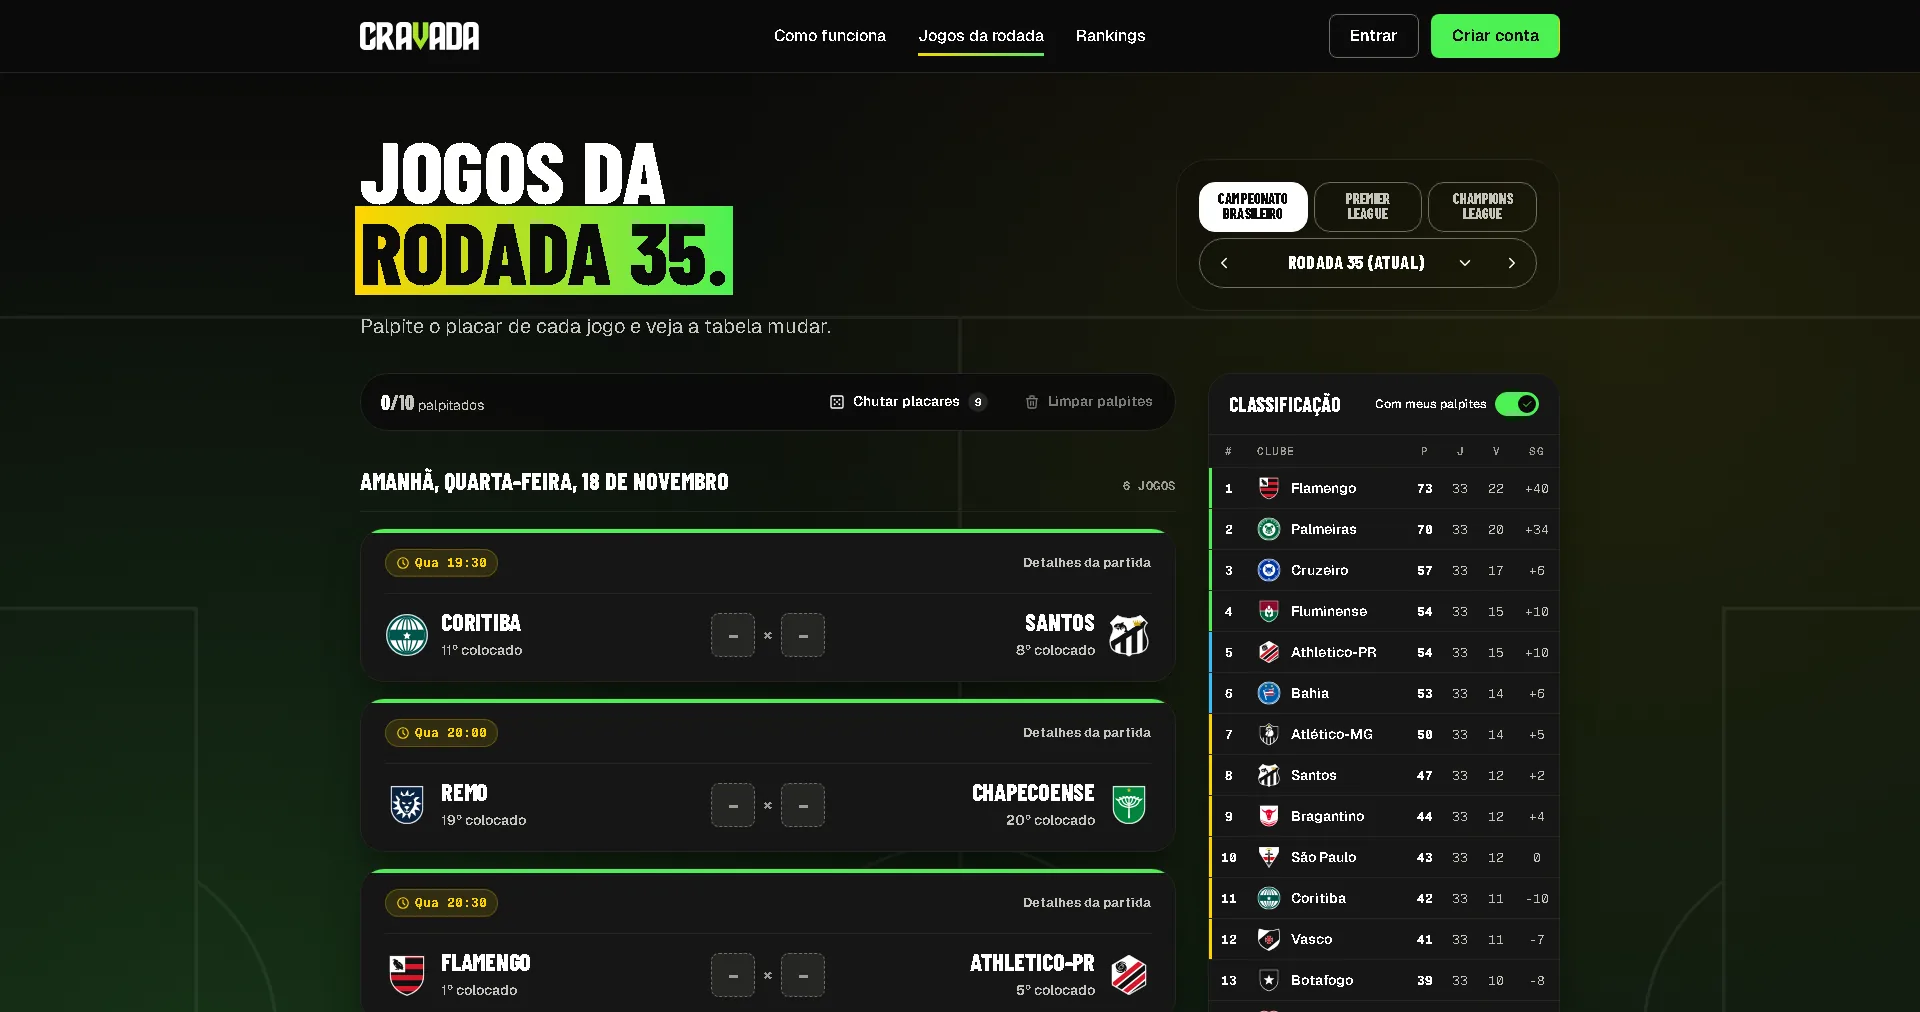 CRAVADA
Como funciona
Jogos da rodada
Rankings
Entrar
Criar conta
JOGOS DA
RODADA 35.
Palpite o placar de cada jogo e veja a tabela mudar.
CAMPEONATO
BRASILEIRO
PREMIER
LEAGUE
CHAMPIONS
LEAGUE
RODADA 35 (ATUAL)
0/10 palpitados
Chutar placares 9
Limpar palpites
AMANHÃ, QUARTA-FEIRA, 18 DE NOVEMBRO
6 JOGOS
Qua 19:30
Detalhes da partida
CORITIBA
11º colocado
- × -
SANTOS
8º colocado
Qua 20:00
Detalhes da partida
REMO
19º colocado
- × -
CHAPECOENSE
20º colocado
Qua 20:30
Detalhes da partida
FLAMENGO
1º colocado
- × -
ATHLETICO-PR
5º colocado
CLASSIFICAÇÃO
Com meus palpites
# CLUBE P J V SG
1 Flamengo 73 33 22 +40
2 Palmeiras 70 33 20 +34
3 Cruzeiro 57 33 17 +6
4 Fluminense 54 33 15 +10
5 Athletico-PR 54 33 15 +10
6 Bahia 53 33 14 +6
7 Atlético-MG 50 33 14 +5
8 Santos 47 33 12 +2
9 Bragantino 44 33 12 +4
10 São Paulo 43 33 12 0
11 Coritiba 42 33 11 -10
12 Vasco 41 33 11 -7
13 Botafogo 39 33 10 -8